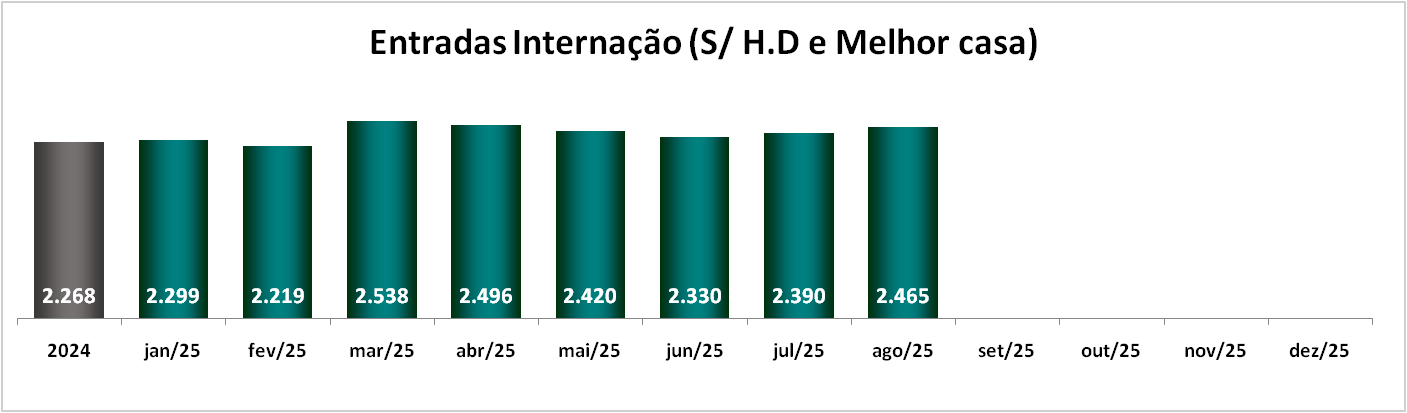 Entradas Internação (S/ H.D e Melhor casa)
2.268 2.299 2.219 2.538 2.496 2.420 2.330 2.390 2.465
2024 jan/25 fev/25 mar/25 abr/25 mai/25 jun/25 jul/25 ago/25 set/25 out/25 nov/25 dez/25